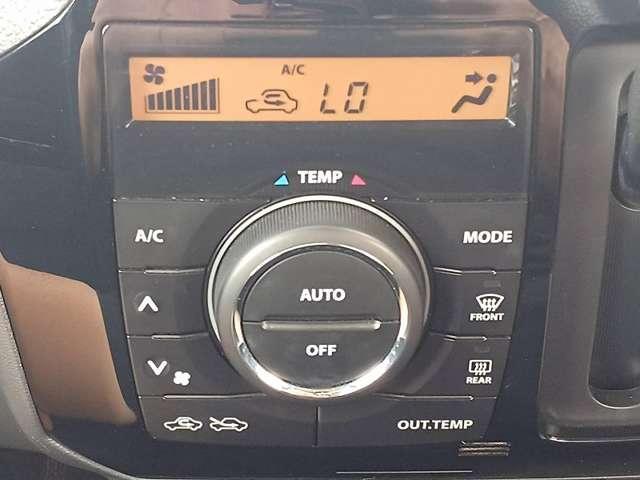 A/C
LO
TEMP
A/C
MODE
AUTO
FRONT
OFF
REAR
OUT.TEMP